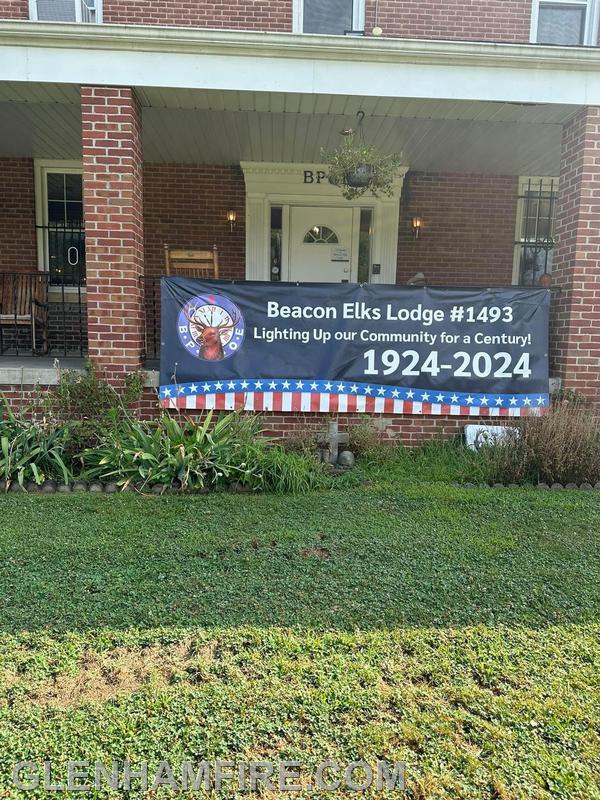 BP
B P O E
Beacon Elks Lodge #1493
Lighting Up our Community for a Century!
1924-2024
GLENHAMFIRE.COM